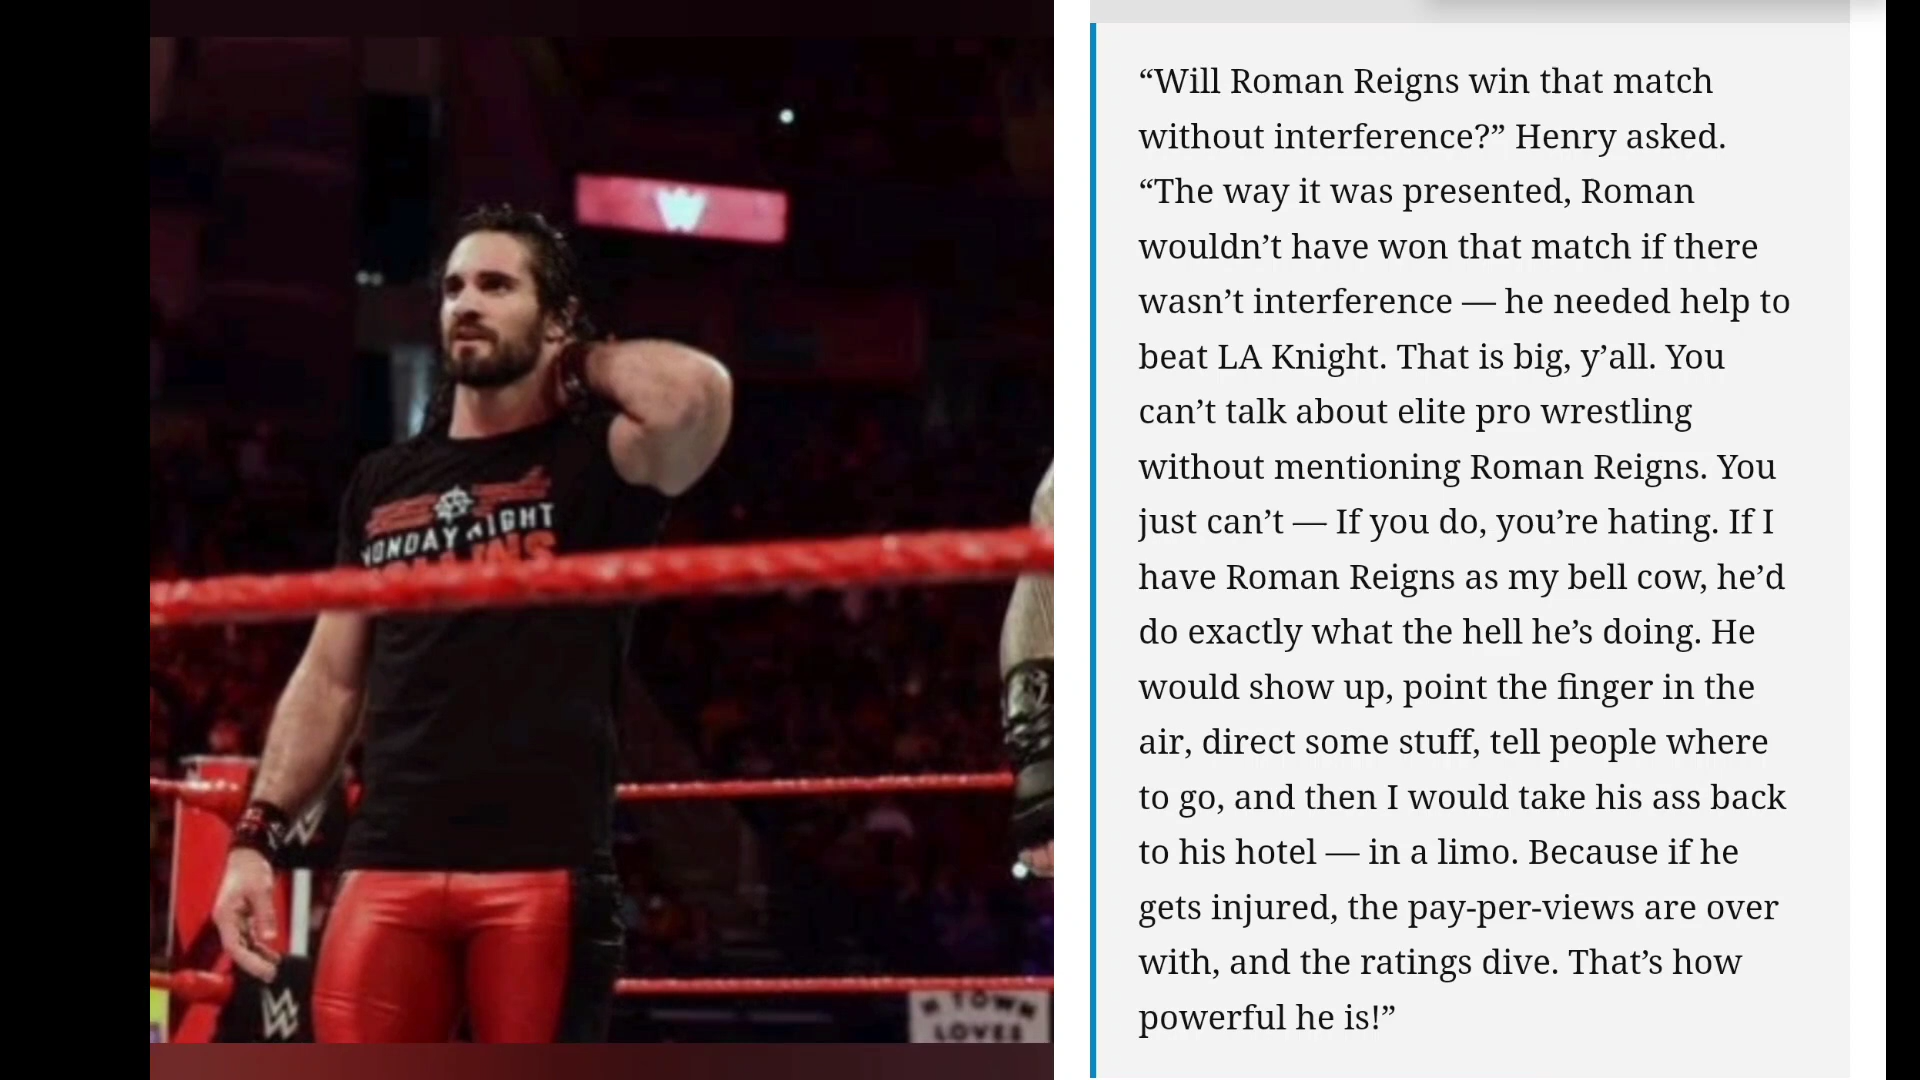 W
MONDAY NIGHT
ROLLINS
W
W
H TOWN
LOVES
“Will Roman Reigns win that match
without interference?” Henry asked.
“The way it was presented, Roman
wouldn’t have won that match if there
wasn’t interference — he needed help to
beat LA Knight. That is big, y’all. You
can’t talk about elite pro wrestling
without mentioning Roman Reigns. You
just can’t — If you do, you’re hating. If I
have Roman Reigns as my bell cow, he’d
do exactly what the hell he’s doing. He
would show up, point the finger in the
air, direct some stuff, tell people where
to go, and then I would take his ass back
to his hotel — in a limo. Because if he
gets injured, the pay-per-views are over
with, and the ratings dive. That’s how
powerful he is!”